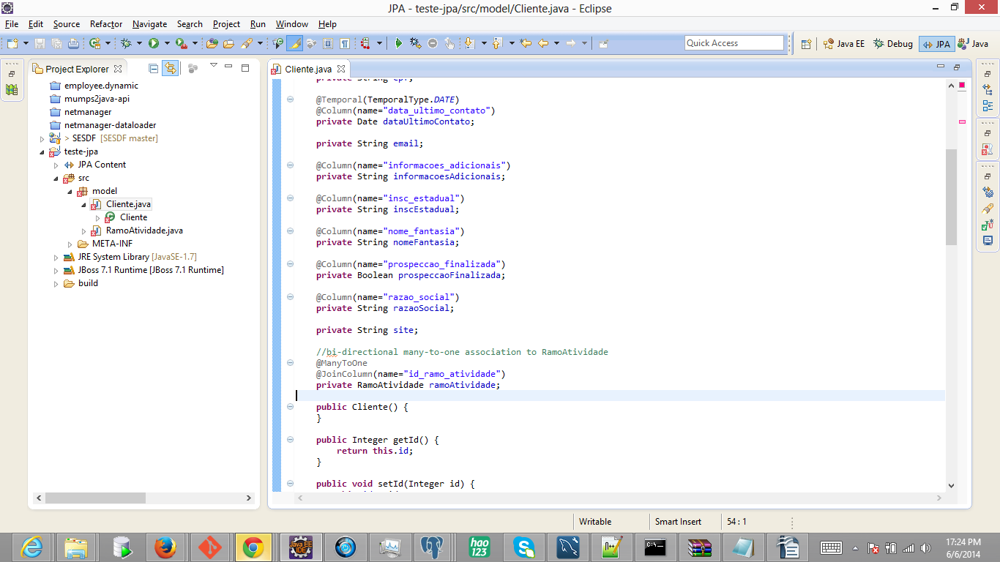 JPA - teste-jpa/src/model/Cliente.java - Eclipse
File Edit Source Refactor Navigate Search Project Run Window Help
Quick Access
Java EE
Debug
JPA
Java
Project Explorer
employee.dynamic
mumps2java-api
netmanager
netmanager-dataloader
> SESDF [SESDF master]
teste-jpa
JPA Content
src
model
Cliente.java
Cliente
RamoAtividade.java
META-INF
JRE System Library [JavaSE-1.7]
JBoss 7.1 Runtime [JBoss 7.1 Runtime]
build
Cliente.java
private String cpf;
@Temporal(TemporalType.DATE)
@Column(name="data_ultimo_contato")
private Date dataUltimoContato;
private String email;
@Column(name="informacoes_adicionais")
private String informacoesAdicionais;
@Column(name="insc_estadual")
private String inscEstadual;
@Column(name="nome_fantasia")
private String nomeFantasia;
@Column(name="prospeccao_finalizada")
private Boolean prospeccaoFinalizada;
@Column(name="razao_social")
private String razaoSocial;
private String site;
//bi-directional many-to-one association to RamoAtividade
@ManyToOne
@JoinColumn(name="id_ramo_atividade")
private RamoAtividade ramoAtividade;
public Cliente() {
}
public Integer getId() {
return this.id;
}
public void setId(Integer id) {
Writable
Smart Insert
54 : 1
Java EE
IDE
hao
123
17:24 PM
6/6/2014